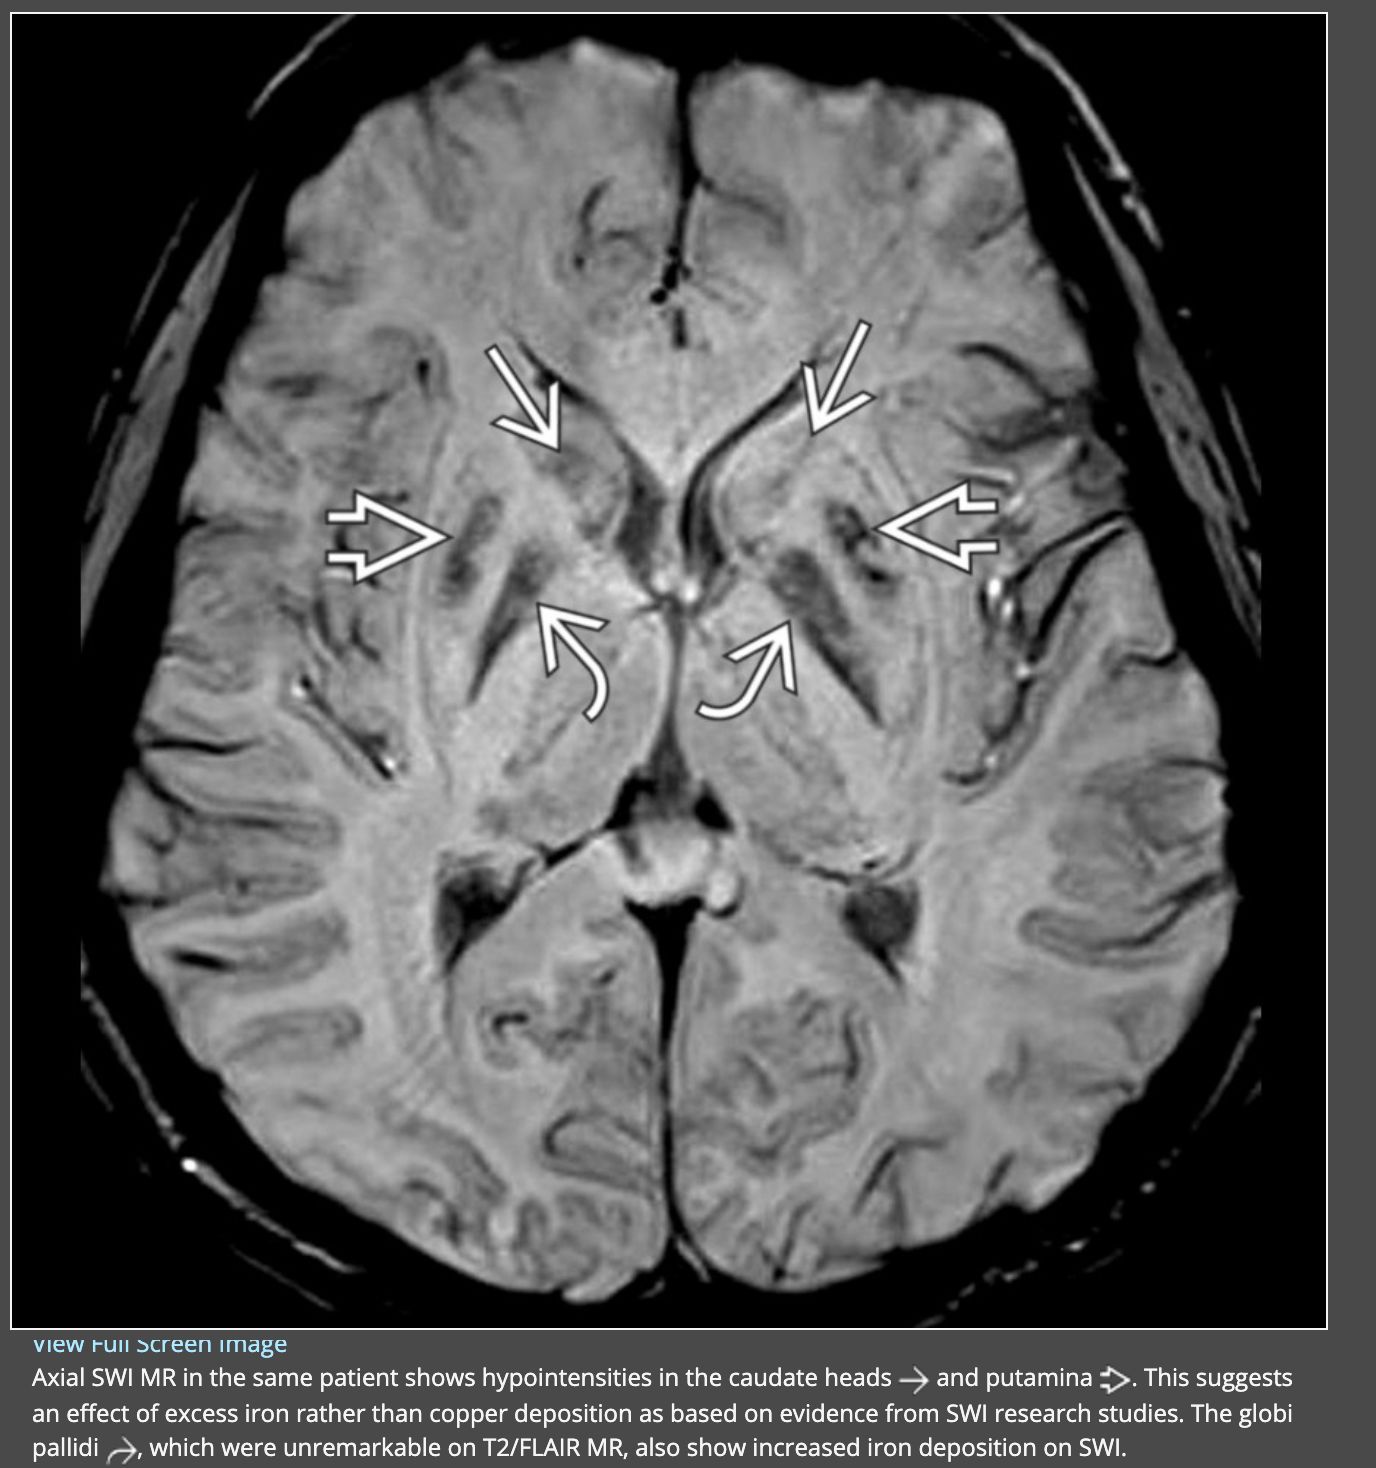 View Full Screen Image
Axial SWI MR in the same patient shows hypointensities in the caudate heads and putamina . This suggests
an effect of excess iron rather than copper deposition as based on evidence from SWI research studies. The globi
pallidi , which were unremarkable on T2/FLAIR MR, also show increased iron deposition on SWI.